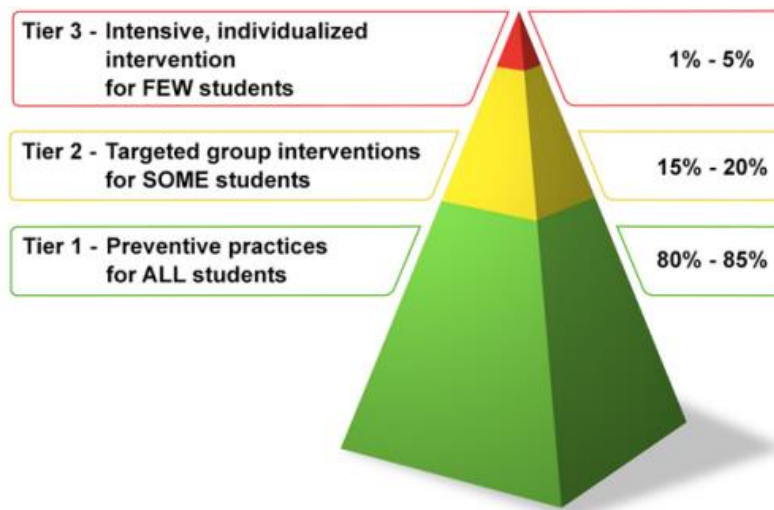 Tier 3 - Intensive, individualized
intervention
for FEW students
1% - 5%
Tier 2 - Targeted group interventions
for SOME students
15% - 20%
Tier 1 - Preventive practices
for ALL students
80% - 85%